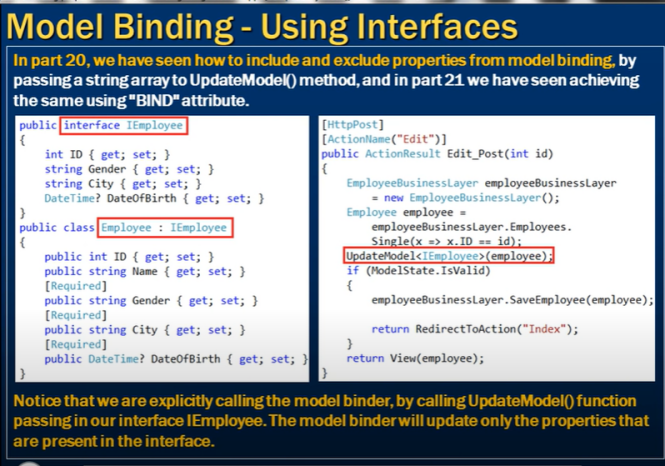 Model Binding - Using Interfaces
In part 20, we have seen how to include and exclude properties from model binding, by
passing a string array to UpdateModel() method, and in part 21 we have seen achieving
the same using "BIND" attribute.
public interface IEmployee
{
int ID { get; set; }
string Gender { get; set; }
string City { get; set; }
DateTime? DateOfBirth { get; set; }
}
public class Employee : IEmployee
{
public int ID { get; set; }
public string Name { get; set; }
[Required]
public string Gender { get; set; }
[Required]
public string City { get; set; }
[Required]
public DateTime? DateOfBirth { get; set; }
}
[HttpPost]
[ActionName("Edit")]
public ActionResult Edit_Post(int id)
{
EmployeeBusinessLayer employeeBusinessLayer
= new EmployeeBusinessLayer();
Employee employee =
employeeBusinessLayer.Employees.
Single(x => x.ID == id);
UpdateModel<IEmployee>(employee);
if (ModelState.IsValid)
{
employeeBusinessLayer.SaveEmployee(employee);
return RedirectToAction("Index");
}
return View(employee);
}
Notice that we are explicitly calling the model binder, by calling UpdateModel() function
passing in our interface IEmployee. The model binder will update only the properties that
are present in the interface.